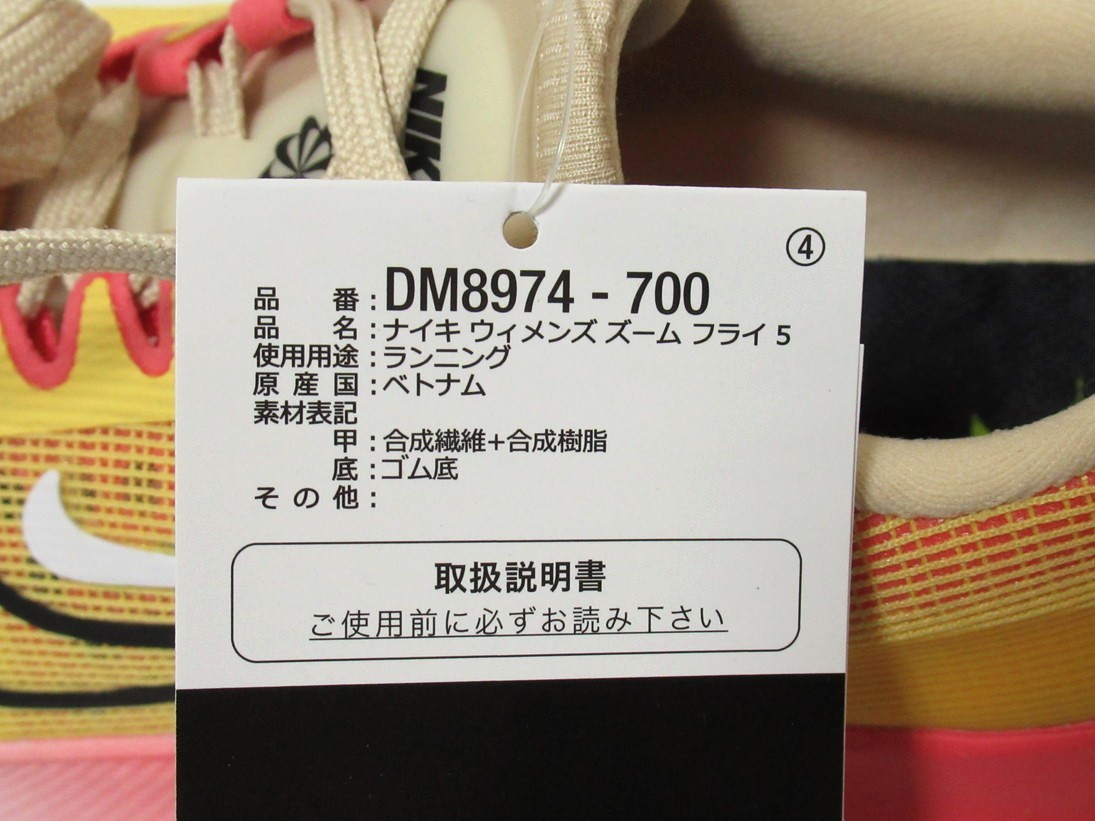 NIK
④
品 番:DM8974 - 700
品 名:ナイキ ウィメンズ ズーム フライ 5
使用用途:ランニング
原産国:ベトナム
素材表記
甲:合成繊維+合成樹脂
底:ゴム底
その他:
取扱説明書
ご使用前に必ずお読み下さい